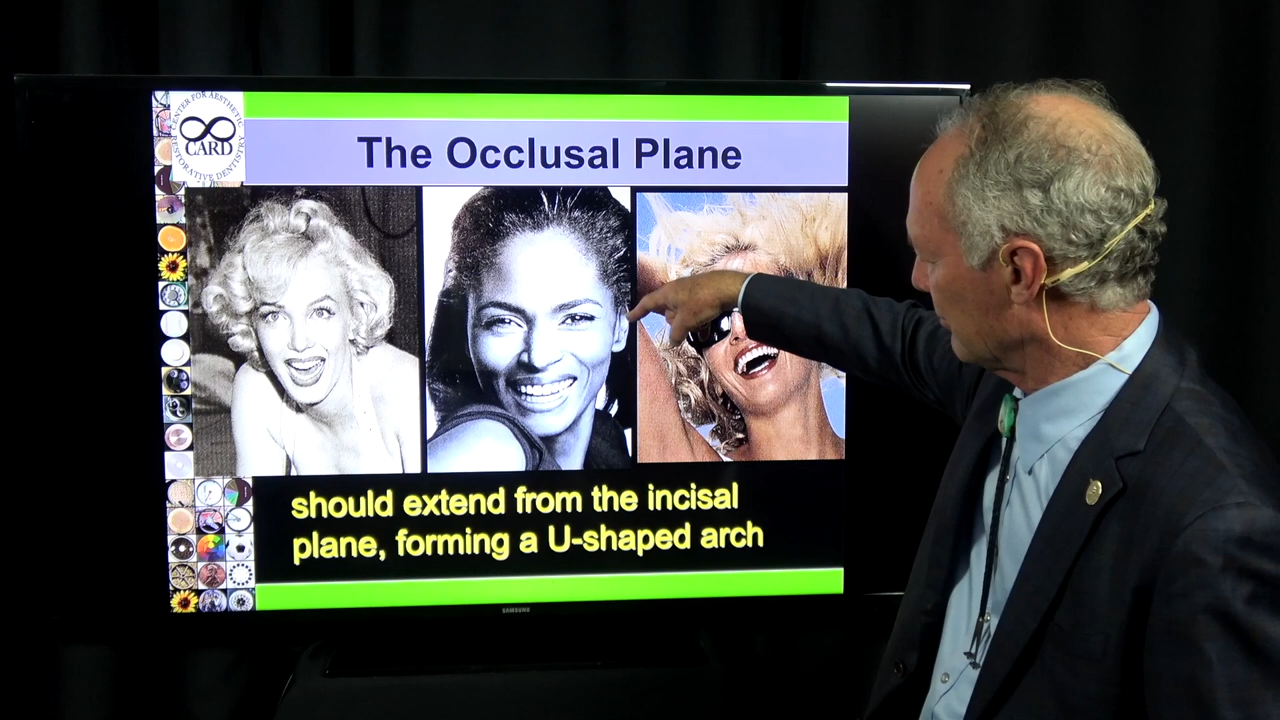 CENTER FOR AESTHETIC
RESTORATIVE DENTISTRY
CARD
The Occlusal Plane
should extend from the incisal
plane, forming a U-shaped arch
SAMSUNG